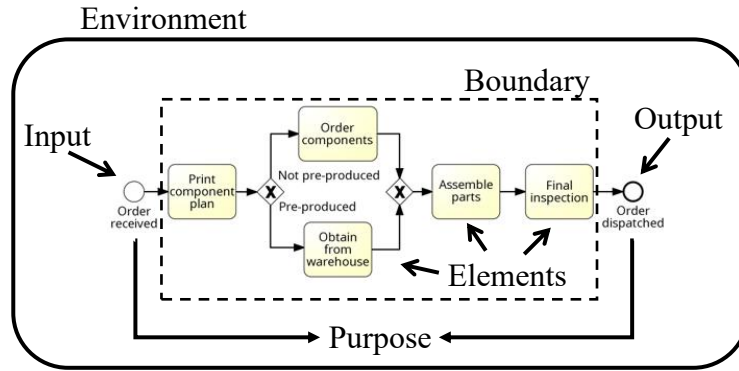 Environment
Boundary
Input
Output
Order
components
Print
component
plan
X
Not pre-produced
Pre-produced
X
Assemble
parts
Final
inspection
Order
received
Order
dispatched
Obtain
from
warehouse
Elements
Purpose